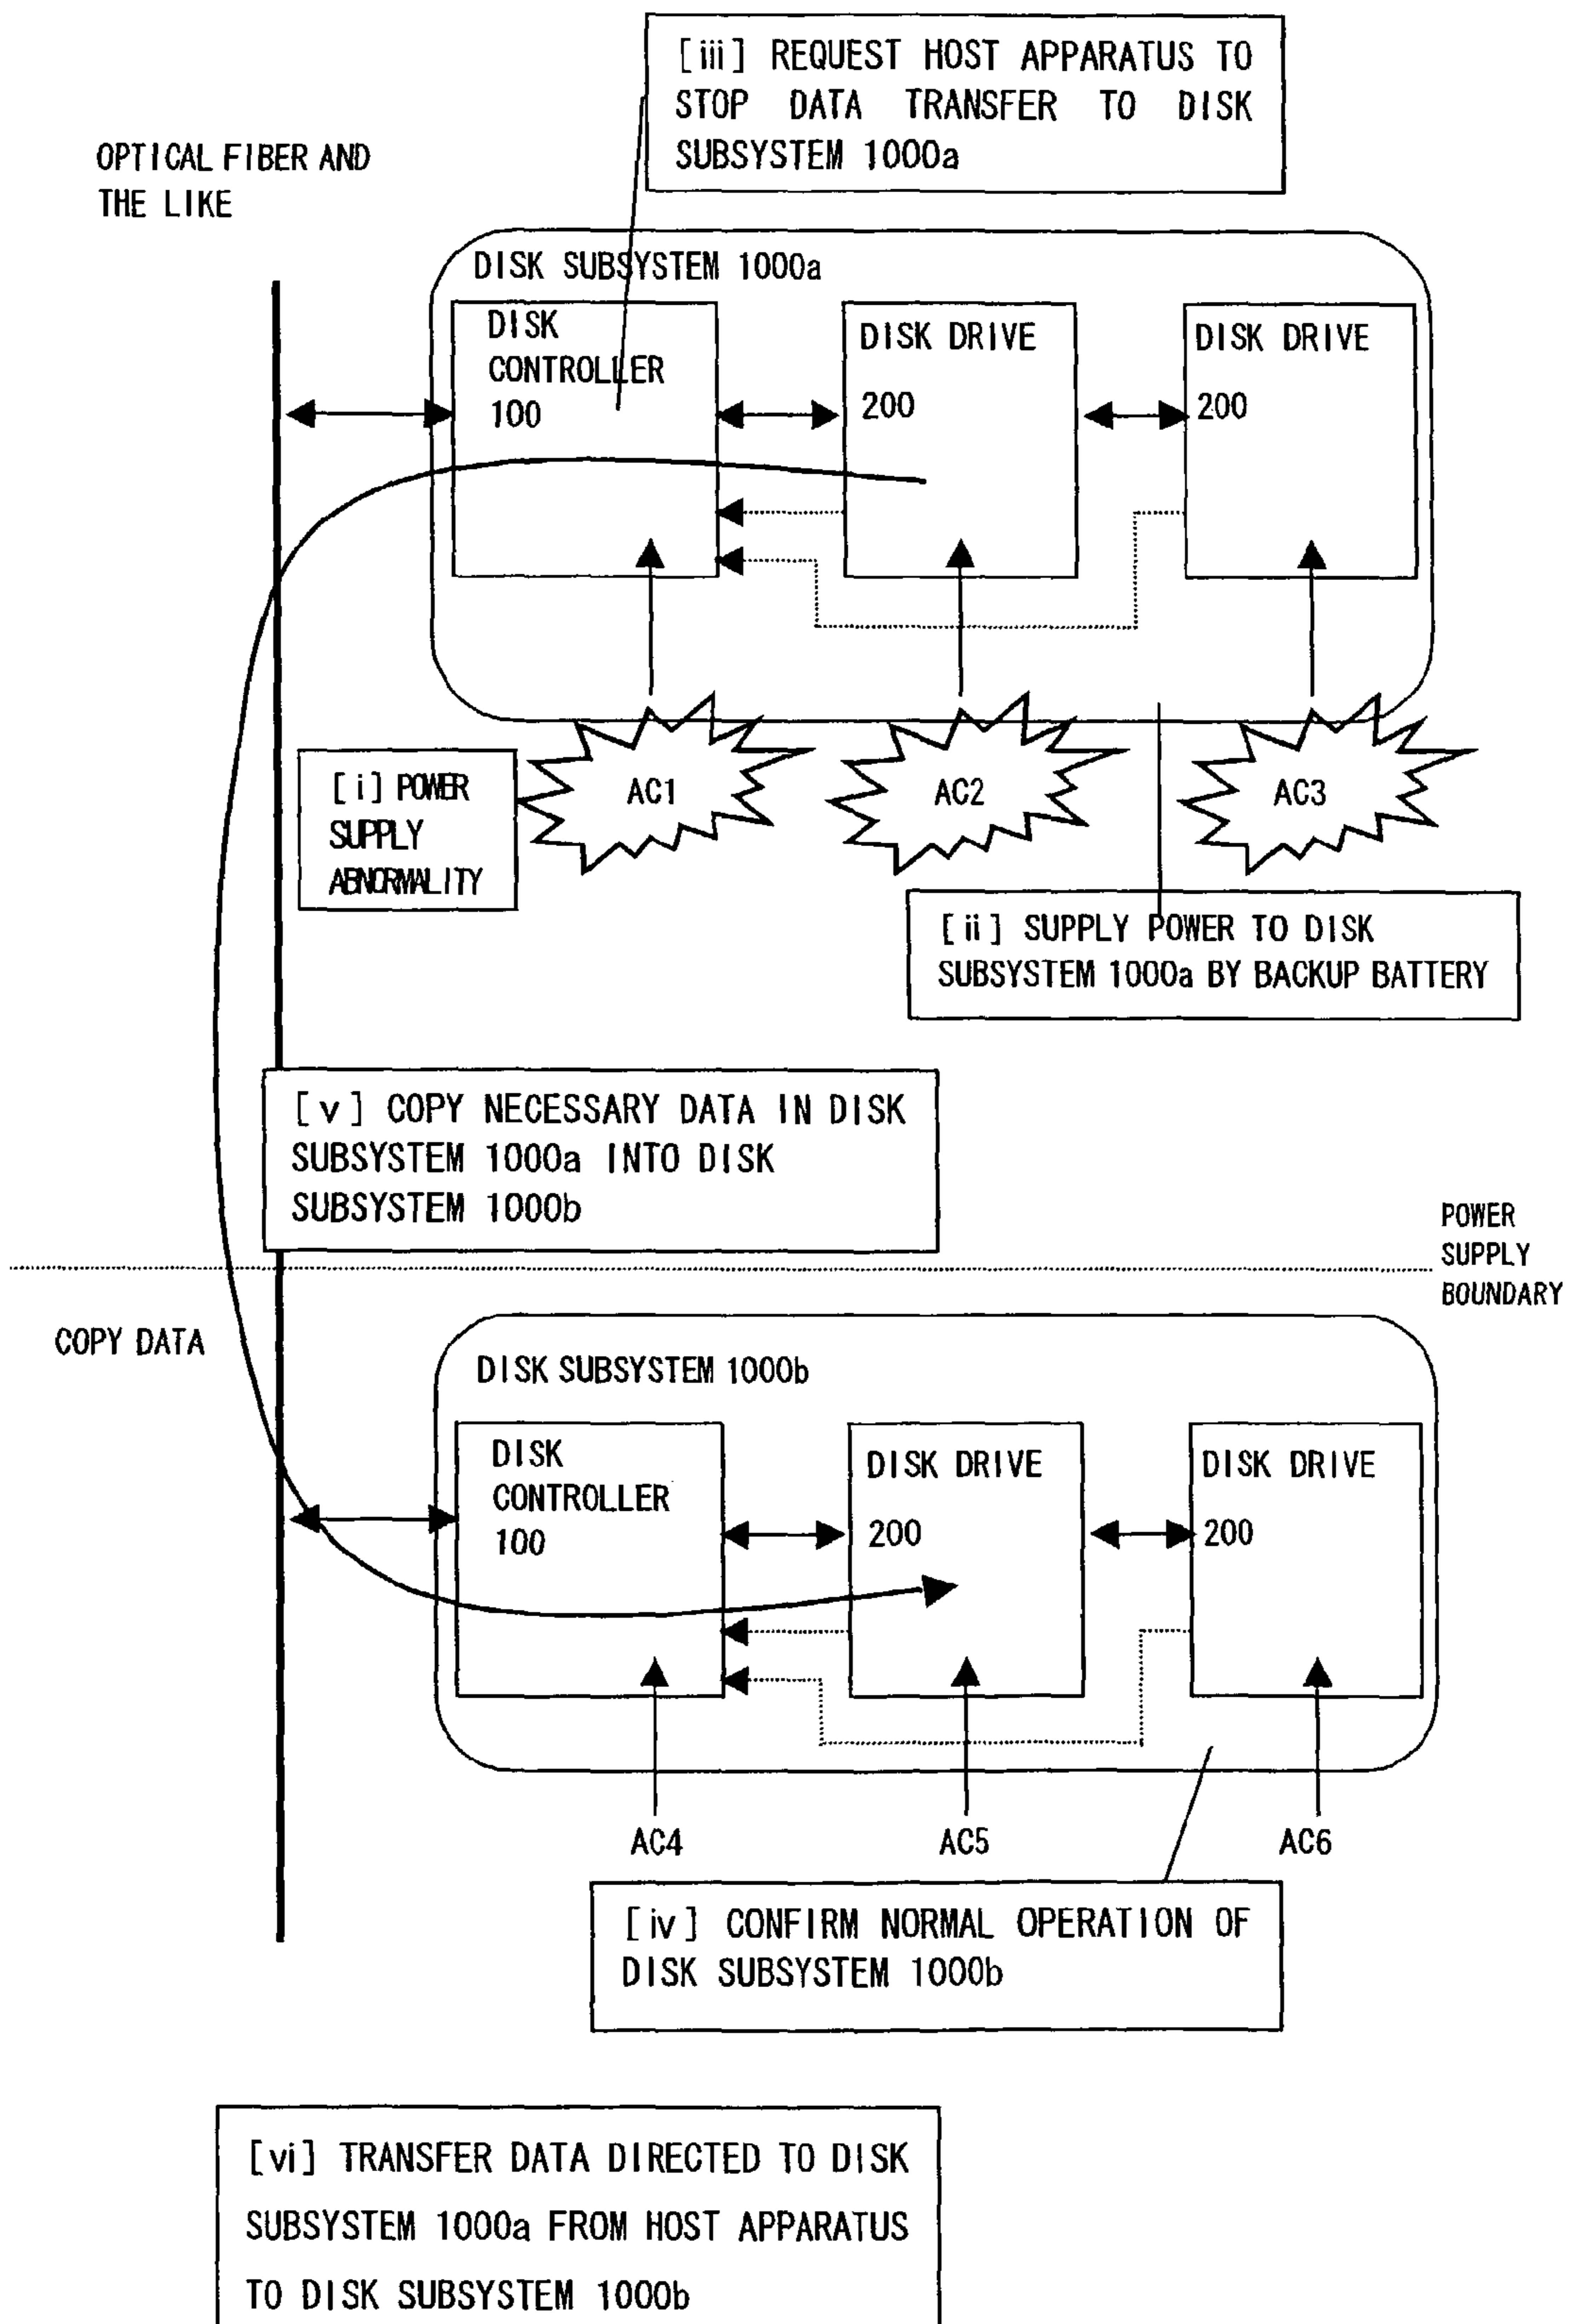 [iii] REQUEST HOST APPARATUS TO
STOP DATA TRANSFER TO DISK
SUBSYSTEM 1000a
OPTICAL FIBER AND
THE LIKE
DISK SUBSYSTEM 1000a
DISK
CONTROLLER
100
DISK DRIVE
200
DISK DRIVE
200
[i] POWER
SUPPLY
ABNORMALITY
AC1
AC2
AC3
[ii] SUPPLY POWER TO DISK
SUBSYSTEM 1000a BY BACKUP BATTERY
[v] COPY NECESSARY DATA IN DISK
SUBSYSTEM 1000a INTO DISK
SUBSYSTEM 1000b
POWER
SUPPLY
BOUNDARY
COPY DATA
DISK SUBSYSTEM 1000b
DISK
CONTROLLER
100
DISK DRIVE
200
DISK DRIVE
200
AC4
AC5
AC6
[iv] CONFIRM NORMAL OPERATION OF
DISK SUBSYSTEM 1000b
[vi] TRANSFER DATA DIRECTED TO DISK
SUBSYSTEM 1000a FROM HOST APPARATUS
TO DISK SUBSYSTEM 1000b